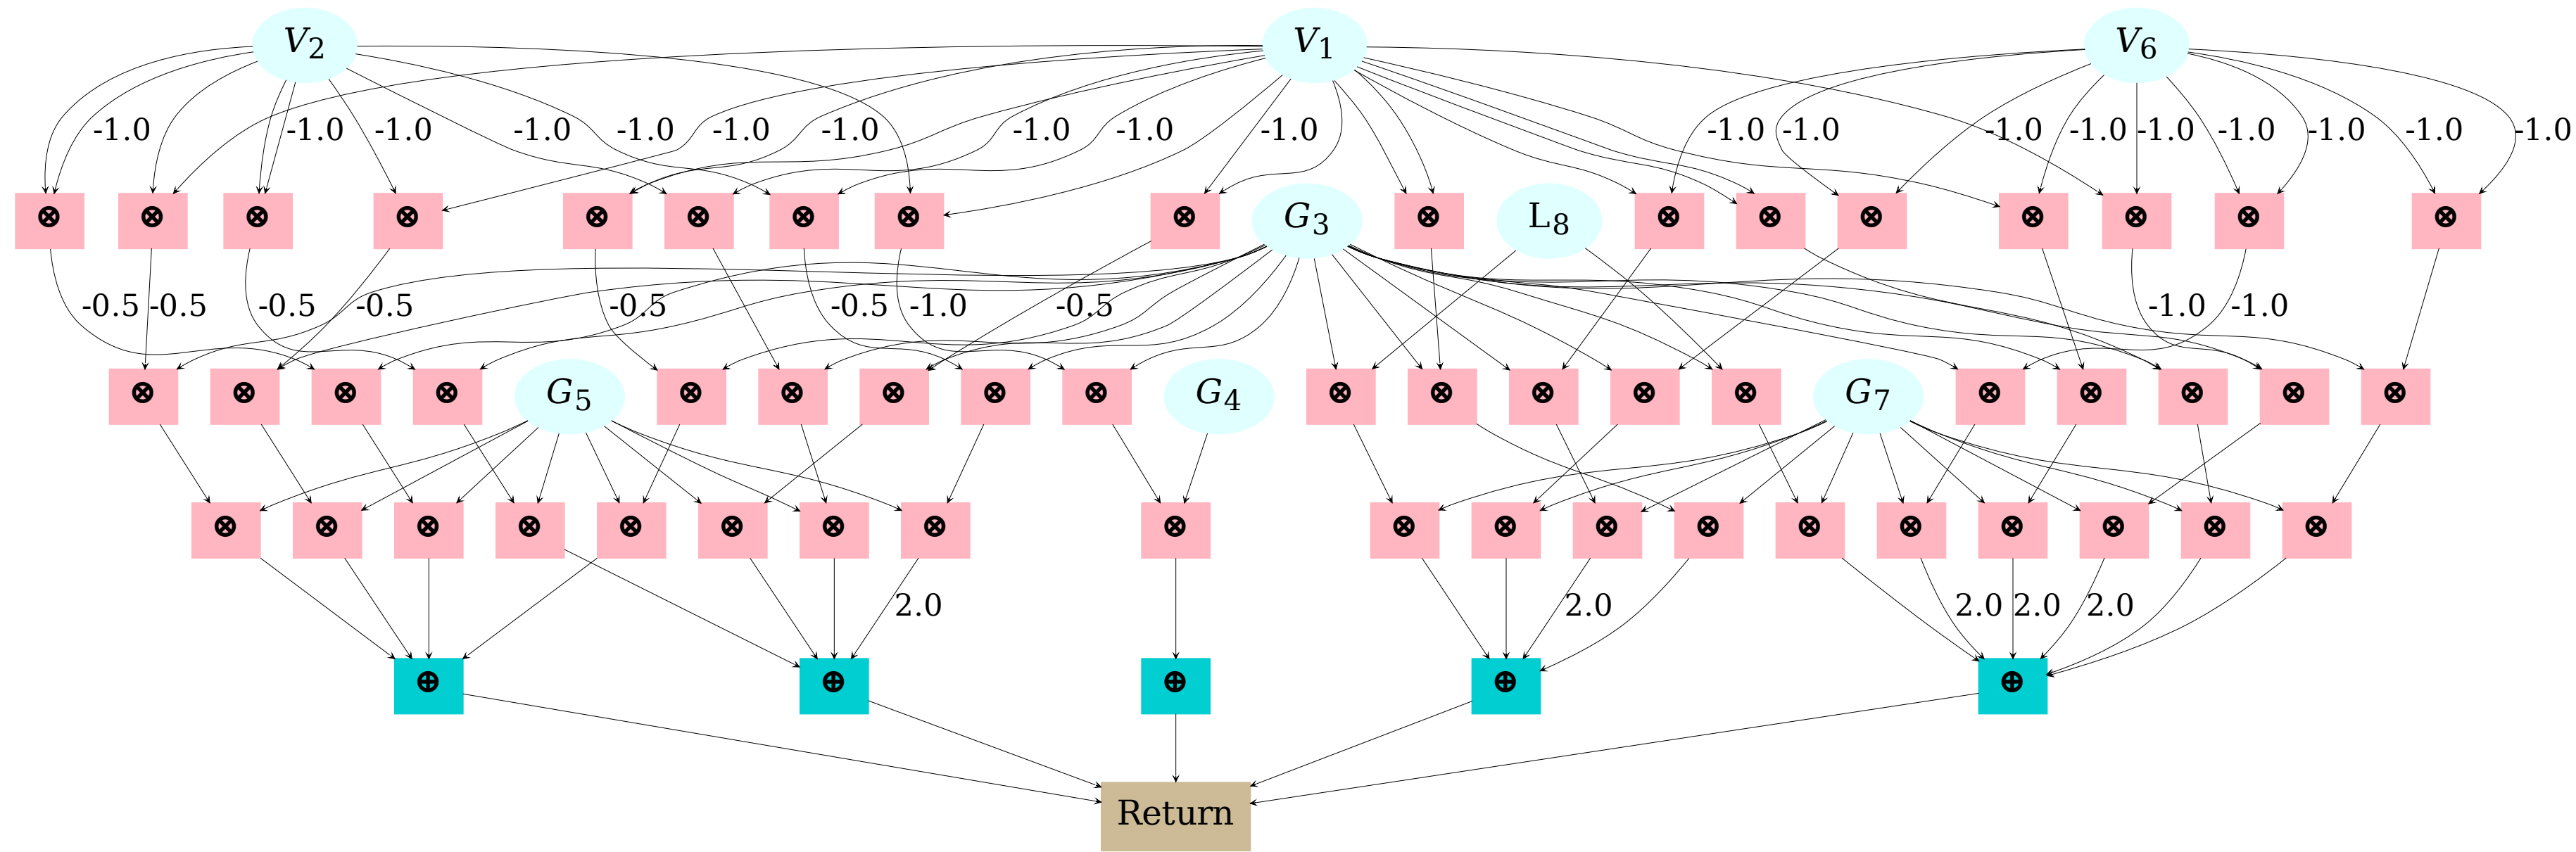 V2 V1 V6
-1.0 -1.0 -1.0 -1.0 -1.0 -1.0 -1.0 -1.0 -1.0 -1.0 -1.0 -1.0 -1.0 -1.0 -1.0 -1.0 -1.0 -1.0 -1.0
⊗ ⊗ ⊗ ⊗ ⊗ ⊗ ⊗ ⊗ ⊗ G3 ⊗ L8 ⊗ ⊗ ⊗ ⊗ ⊗ ⊗ ⊗
-0.5 -0.5 -0.5 -0.5 -0.5 -0.5 -1.0 -0.5 -1.0 -1.0
⊗ ⊗ ⊗ ⊗ G5 ⊗ ⊗ ⊗ ⊗ ⊗ G4 ⊗ ⊗ ⊗ ⊗ ⊗ G7 ⊗ ⊗ ⊗ ⊗ ⊗
⊗ ⊗ ⊗ ⊗ ⊗ ⊗ ⊗ ⊗ ⊗ ⊗ ⊗ ⊗ ⊗ ⊗ ⊗ ⊗ ⊗ ⊗ ⊗
2.0 2.0 2.0 2.0 2.0
⊕ ⊕ ⊕ ⊕ ⊕
Return